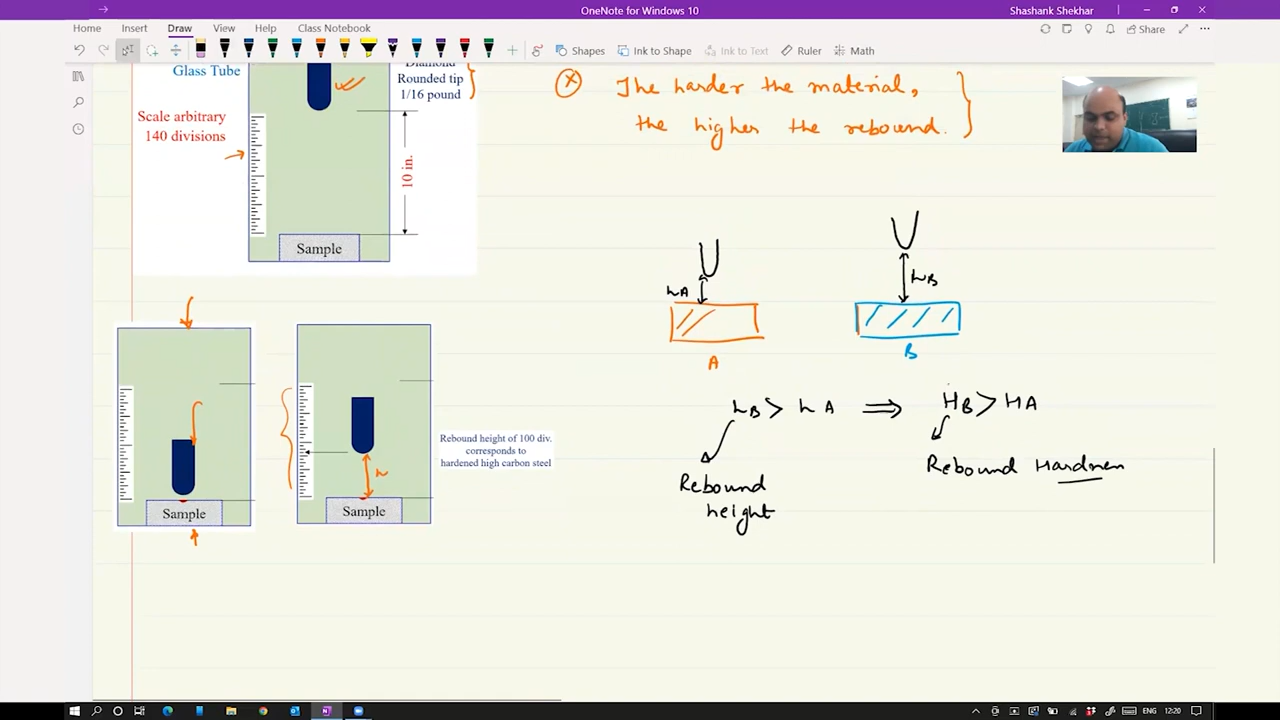 OneNote for Windows 10
Shashank Shekhar
Home Insert Draw View Help Class Notebook
Share
Shapes Ink to Shape Ink to Text Ruler Math
Glass Tube
Diamond
Rounded tip
1/16 pound
Scale arbitrary
140 divisions
10 in.
Sample
The harder the material,
the higher the rebound.
hA
hB
A
B
hB > hA ⇒ HB > HA
Rebound
height
Rebound Hardness
Rebound height of 100 div.
corresponds to
hardened high carbon steel
h
Sample
Sample
ENG 12:20